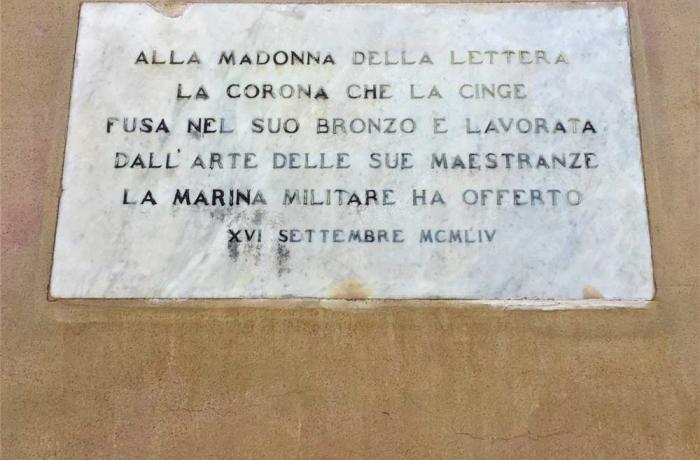 ALLA MADONNA DELLA LETTERA
LA CORONA CHE LA CINGE
FUSA NEL SUO BRONZO E LAVORATA
DALL'ARTE DELLE SUE MAESTRANZE
LA MARINA MILITARE HA OFFERTO
XVI SETTEMBRE MCMLIV